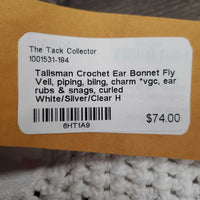 The Tack Collector
1001531-194
Talisman Crochet Ear Bonnet Fly
Veil, piping, bling, charm *vgc, ear
rubs & snags, curled
White/Silver/Clear H
$74.00
6HT1A9